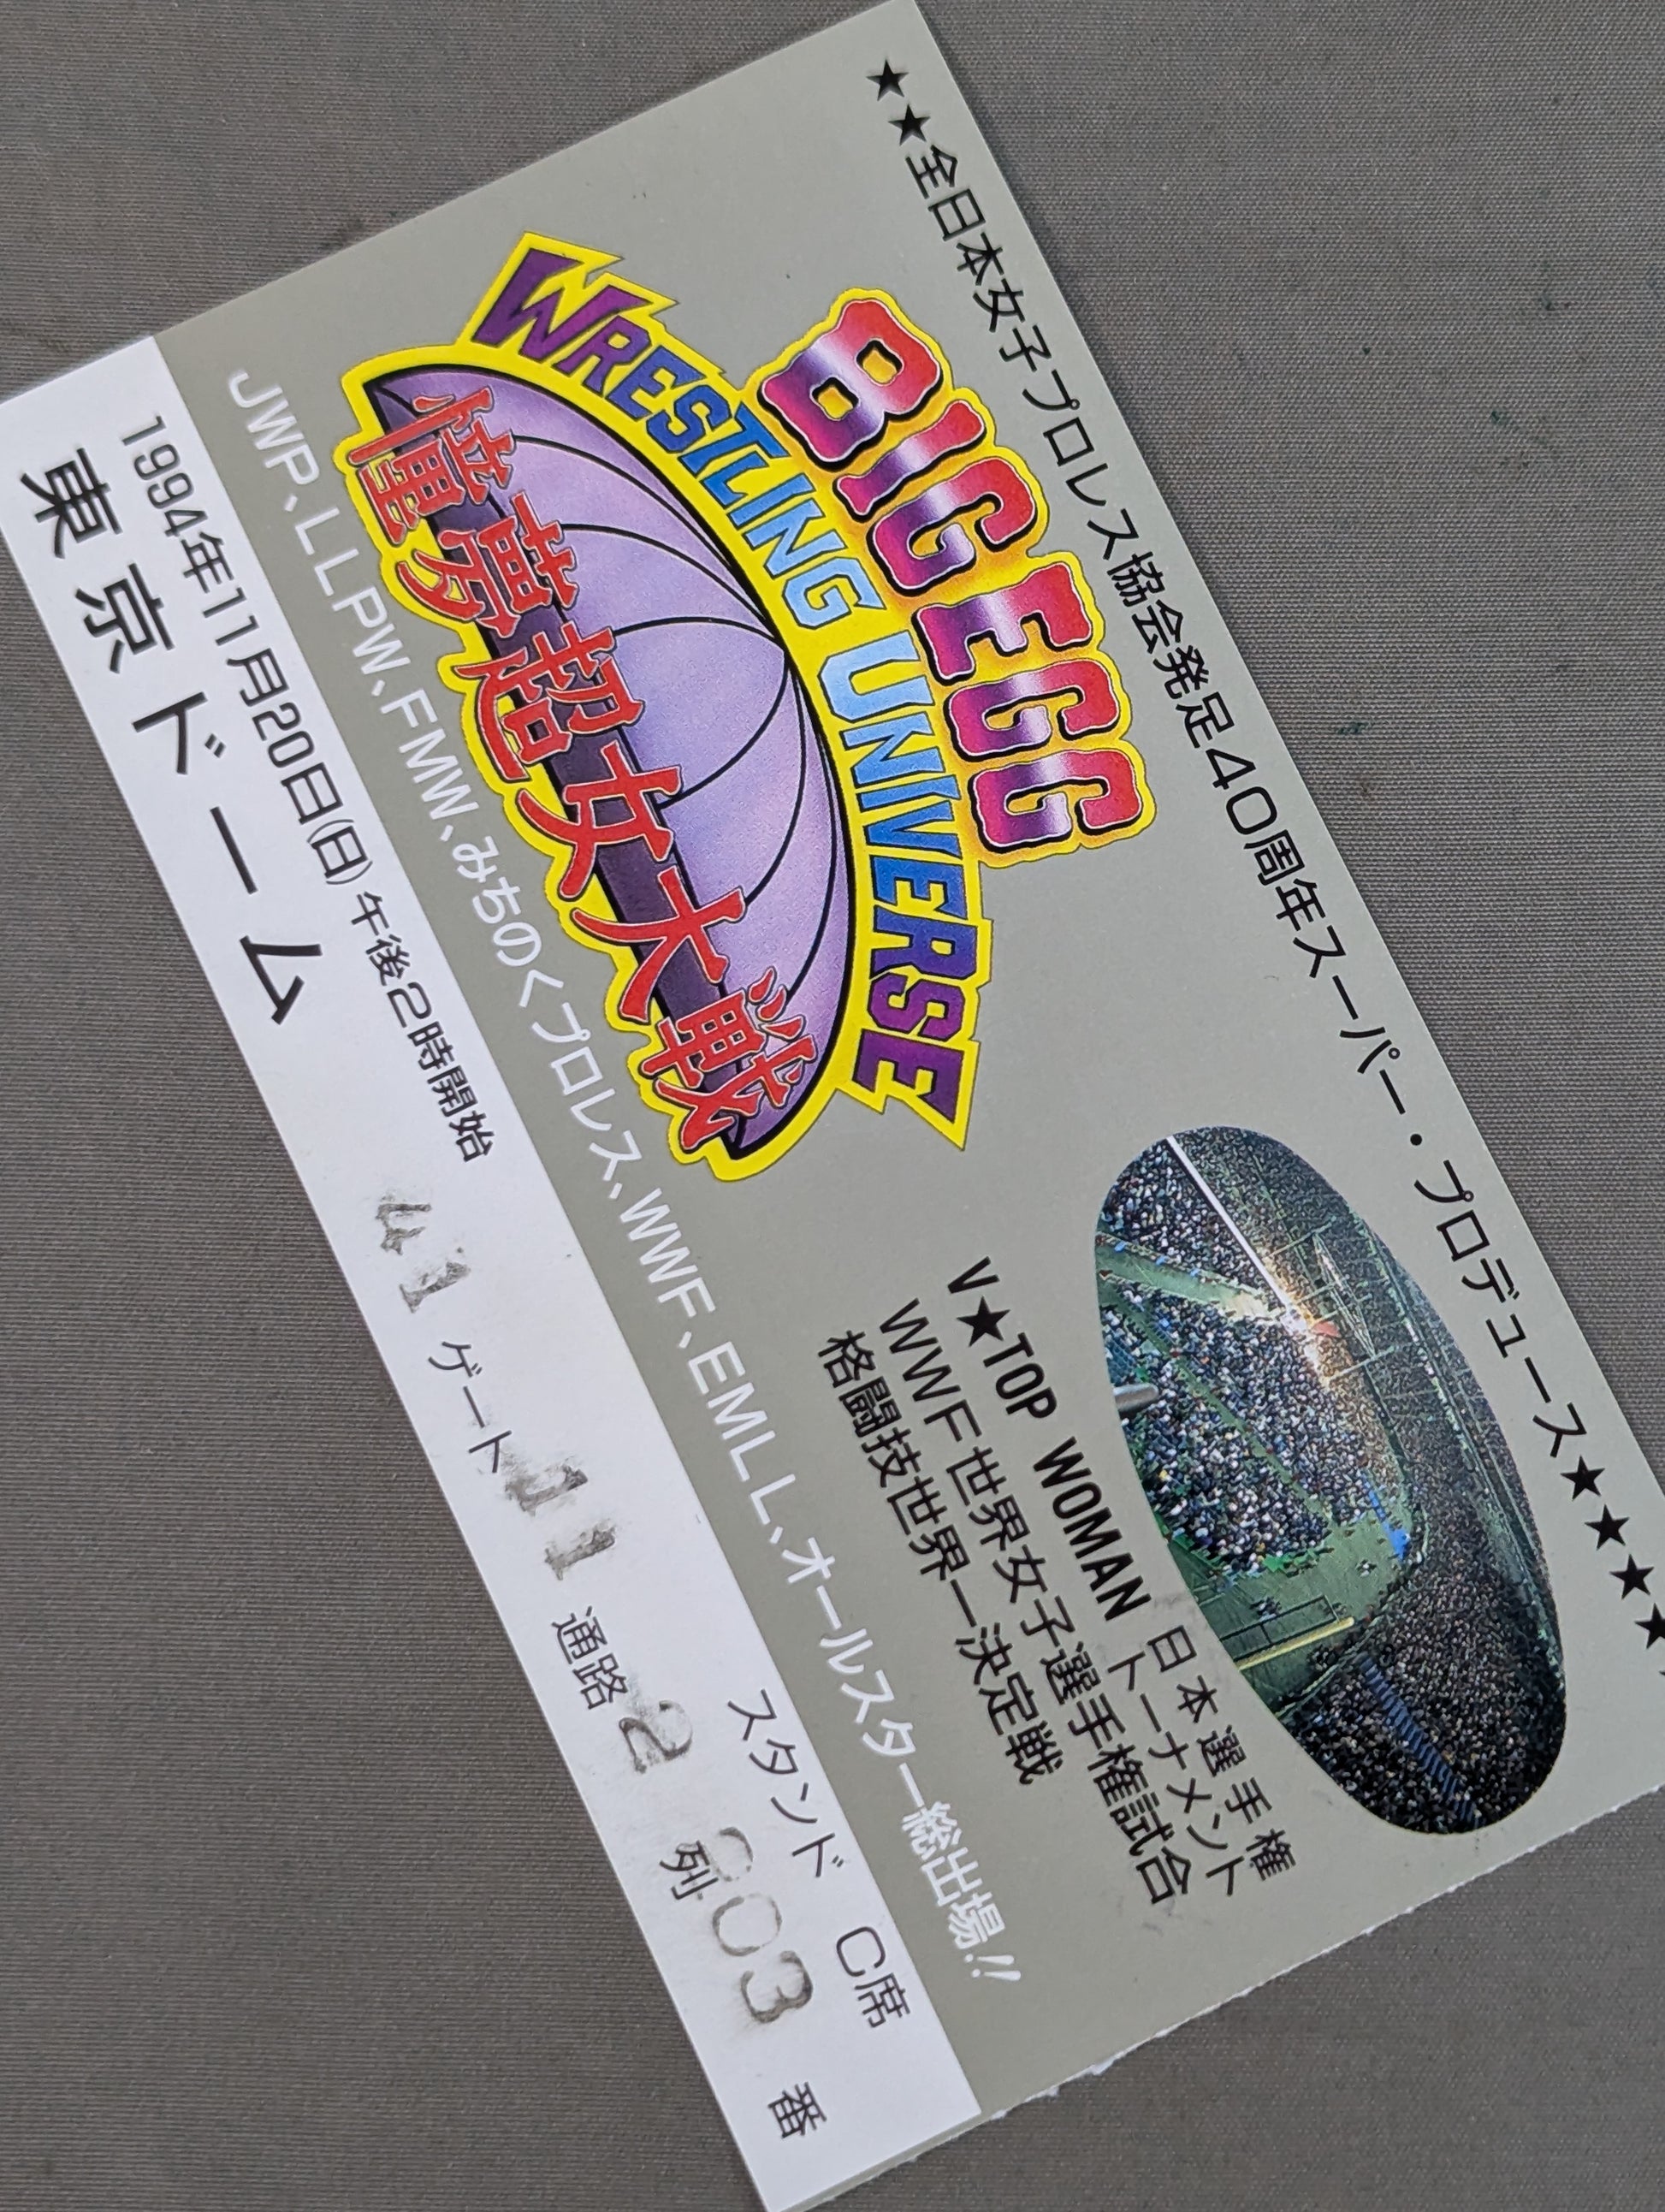 ★★全日本女子プロレス協会発足40周年スーパー・プロデュース★★★★
BIG EGG
WRESTLING UNIVERSE
憧夢超女大戦
V★TOP WOMAN 日本選手権トーナメント
WWF世界女子選手権試合
格闘技世界一決定戦
JWP、LLPW、FMW、みちのくプロレス、WWF、EMLL、オールスター総出場!!
1994年11月20日(日)午後2時開始
東京ドーム
スタンド C席
41 ゲート 11 通路 2 列 203 番